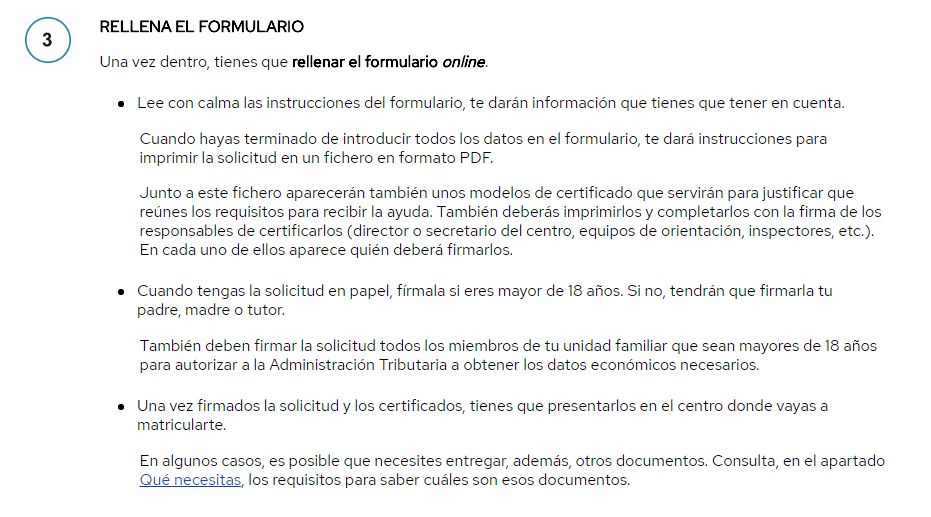 3
RELLENA EL FORMULARIO
Una vez dentro, tienes que rellenar el formulario online.
• Lee con calma las instrucciones del formulario, te darán información que tienes que tener en cuenta.
Cuando hayas terminado de introducir todos los datos en el formulario, te dará instrucciones para
imprimir la solicitud en un fichero en formato PDF.
Junto a este fichero aparecerán también unos modelos de certificado que servirán para justificar que
reúnes los requisitos para recibir la ayuda. También deberás imprimirlos y completarlos con la firma de los
responsables de certificarlos (director o secretario del centro, equipos de orientación, inspectores, etc.).
En cada uno de ellos aparece quién deberá firmarlos.
• Cuando tengas la solicitud en papel, fírmala si eres mayor de 18 años. Si no, tendrán que firmarla tu
padre, madre o tutor.
También deben firmar la solicitud todos los miembros de tu unidad familiar que sean mayores de 18 años
para autorizar a la Administración Tributaria a obtener los datos económicos necesarios.
• Una vez firmados la solicitud y los certificados, tienes que presentarlos en el centro donde vayas a
matricularte.
En algunos casos, es posible que necesites entregar, además, otros documentos. Consulta, en el apartado
Qué necesitas, los requisitos para saber cuáles son esos documentos.